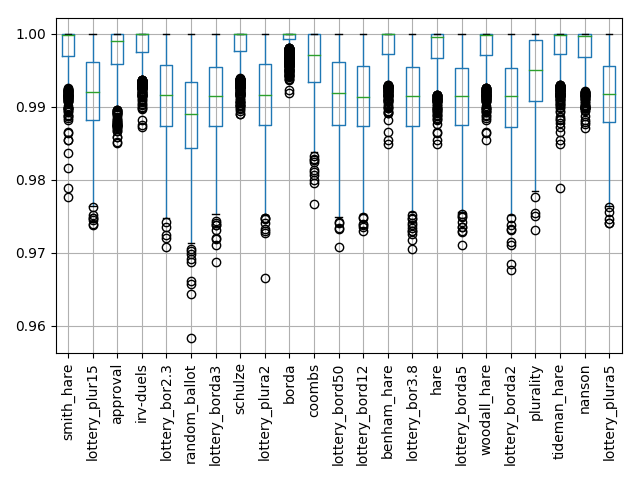 1.00
0.99
0.98
0.97
0.96
smith_hare
lottery_plur15
approval
irv-duels
lottery_bor2.3
random_ballot
lottery_borda3
schulze
lottery_plura2
borda
coombs
lottery_bord50
lottery_bord12
benham_hare
lottery_bor3.8
hare
lottery_borda5
woodall_hare
lottery_borda2
plurality
tideman_hare
nanson
lottery_plura5